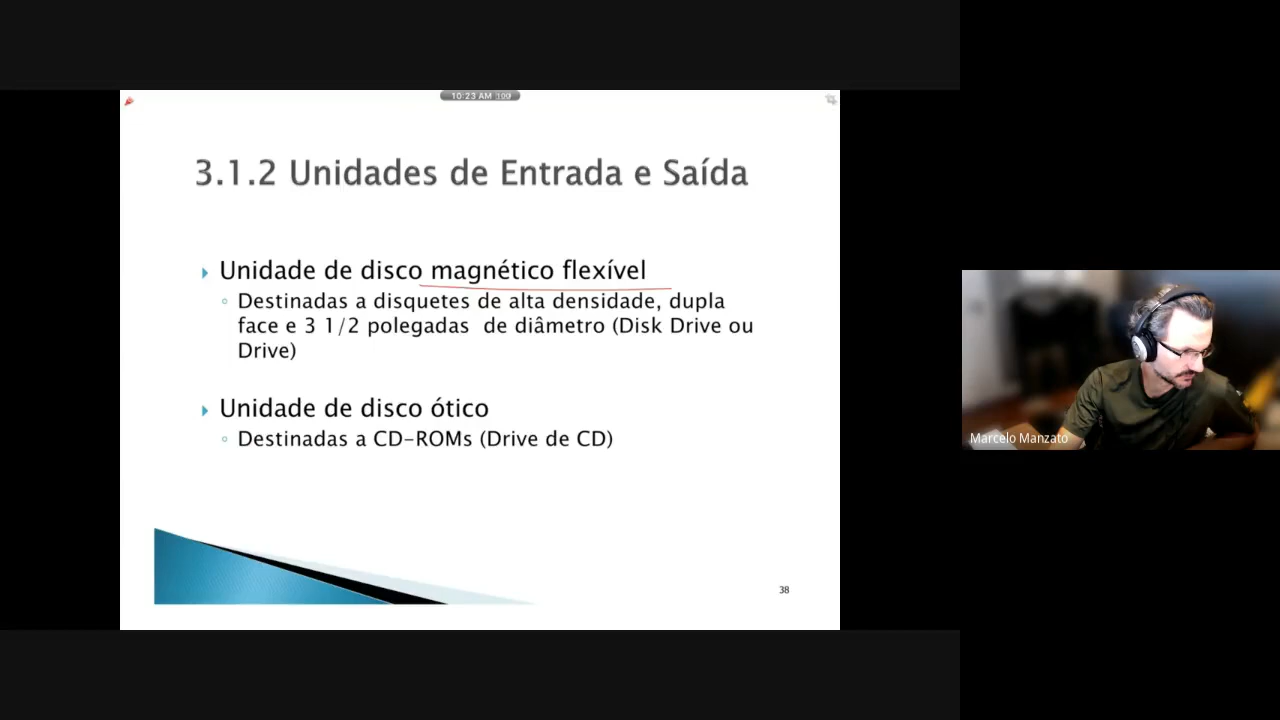 10:23 AM 100
3.1.2 Unidades de Entrada e Saída
Unidade de disco magnético flexível
Destinadas a disquetes de alta densidade, dupla
face e 3 1/2 polegadas de diâmetro (Disk Drive ou
Drive)
Unidade de disco ótico
Destinadas a CD-ROMs (Drive de CD)
38
Marcelo Manzato